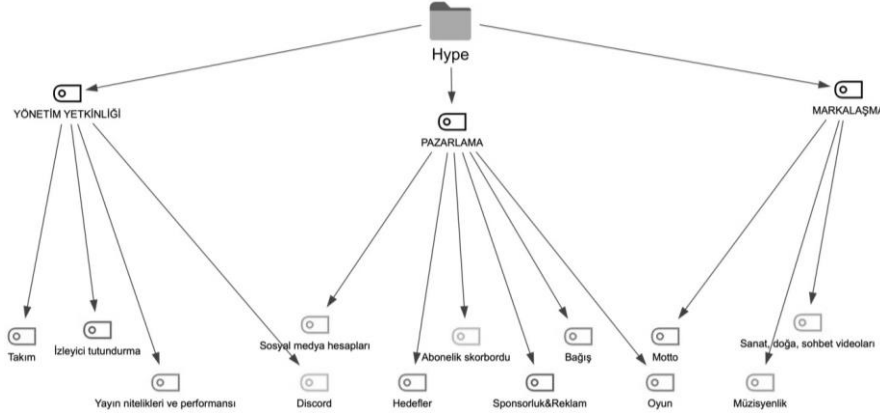 Hype
YÖNETİM YETKİNLİĞİ
PAZARLAMA
MARKALAŞMA
Takım
İzleyici tutundurma
Sosyal medya hesapları
Abonelik skorbordu
Bağış
Motto
Sanat, doğa, sohbet videoları
Yayın nitelikleri ve performansı
Discord
Hedefler
Sponsorluk&Reklam
Oyun
Müzisyenlik